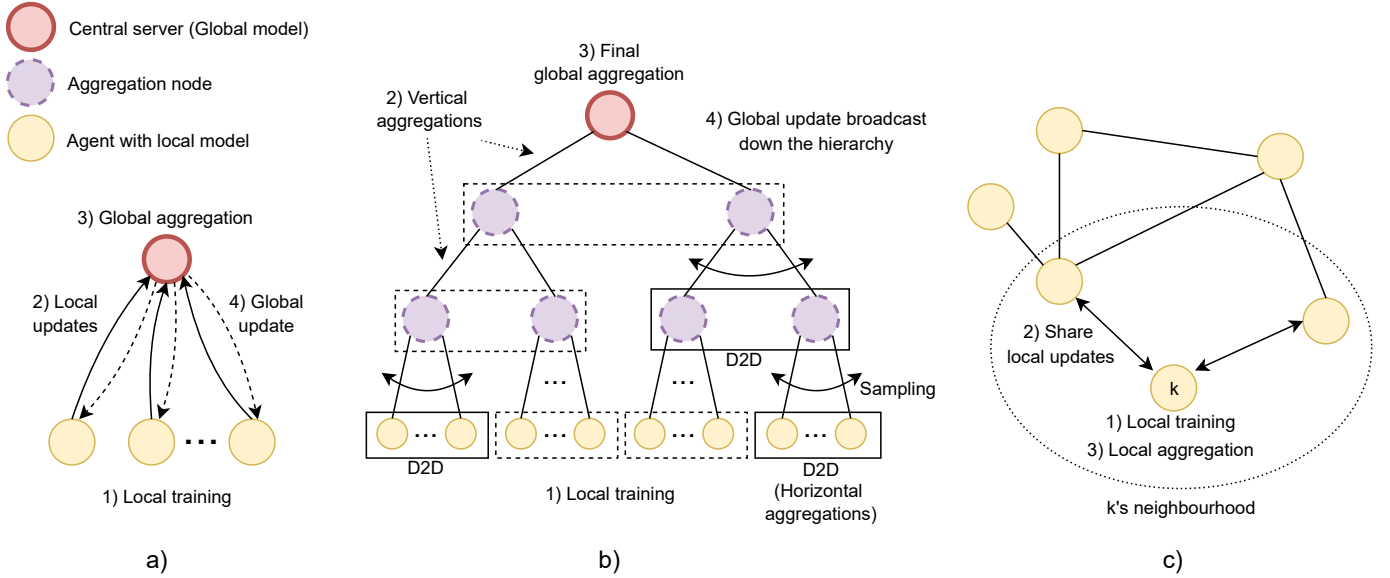 Central server (Global model)
Aggregation node
Agent with local model
3) Global aggregation
2) Local
updates
4) Global
update
...
1) Local training
a)
3) Final
global aggregation
2) Vertical
aggregations
4) Global update broadcast
down the hierarchy
D2D
...
...
Sampling
...
...
...
...
D2D
1) Local training
D2D
(Horizontal
aggregations)
b)
2) Share
local updates
k
1) Local training
3) Local aggregation
k's neighbourhood
c)